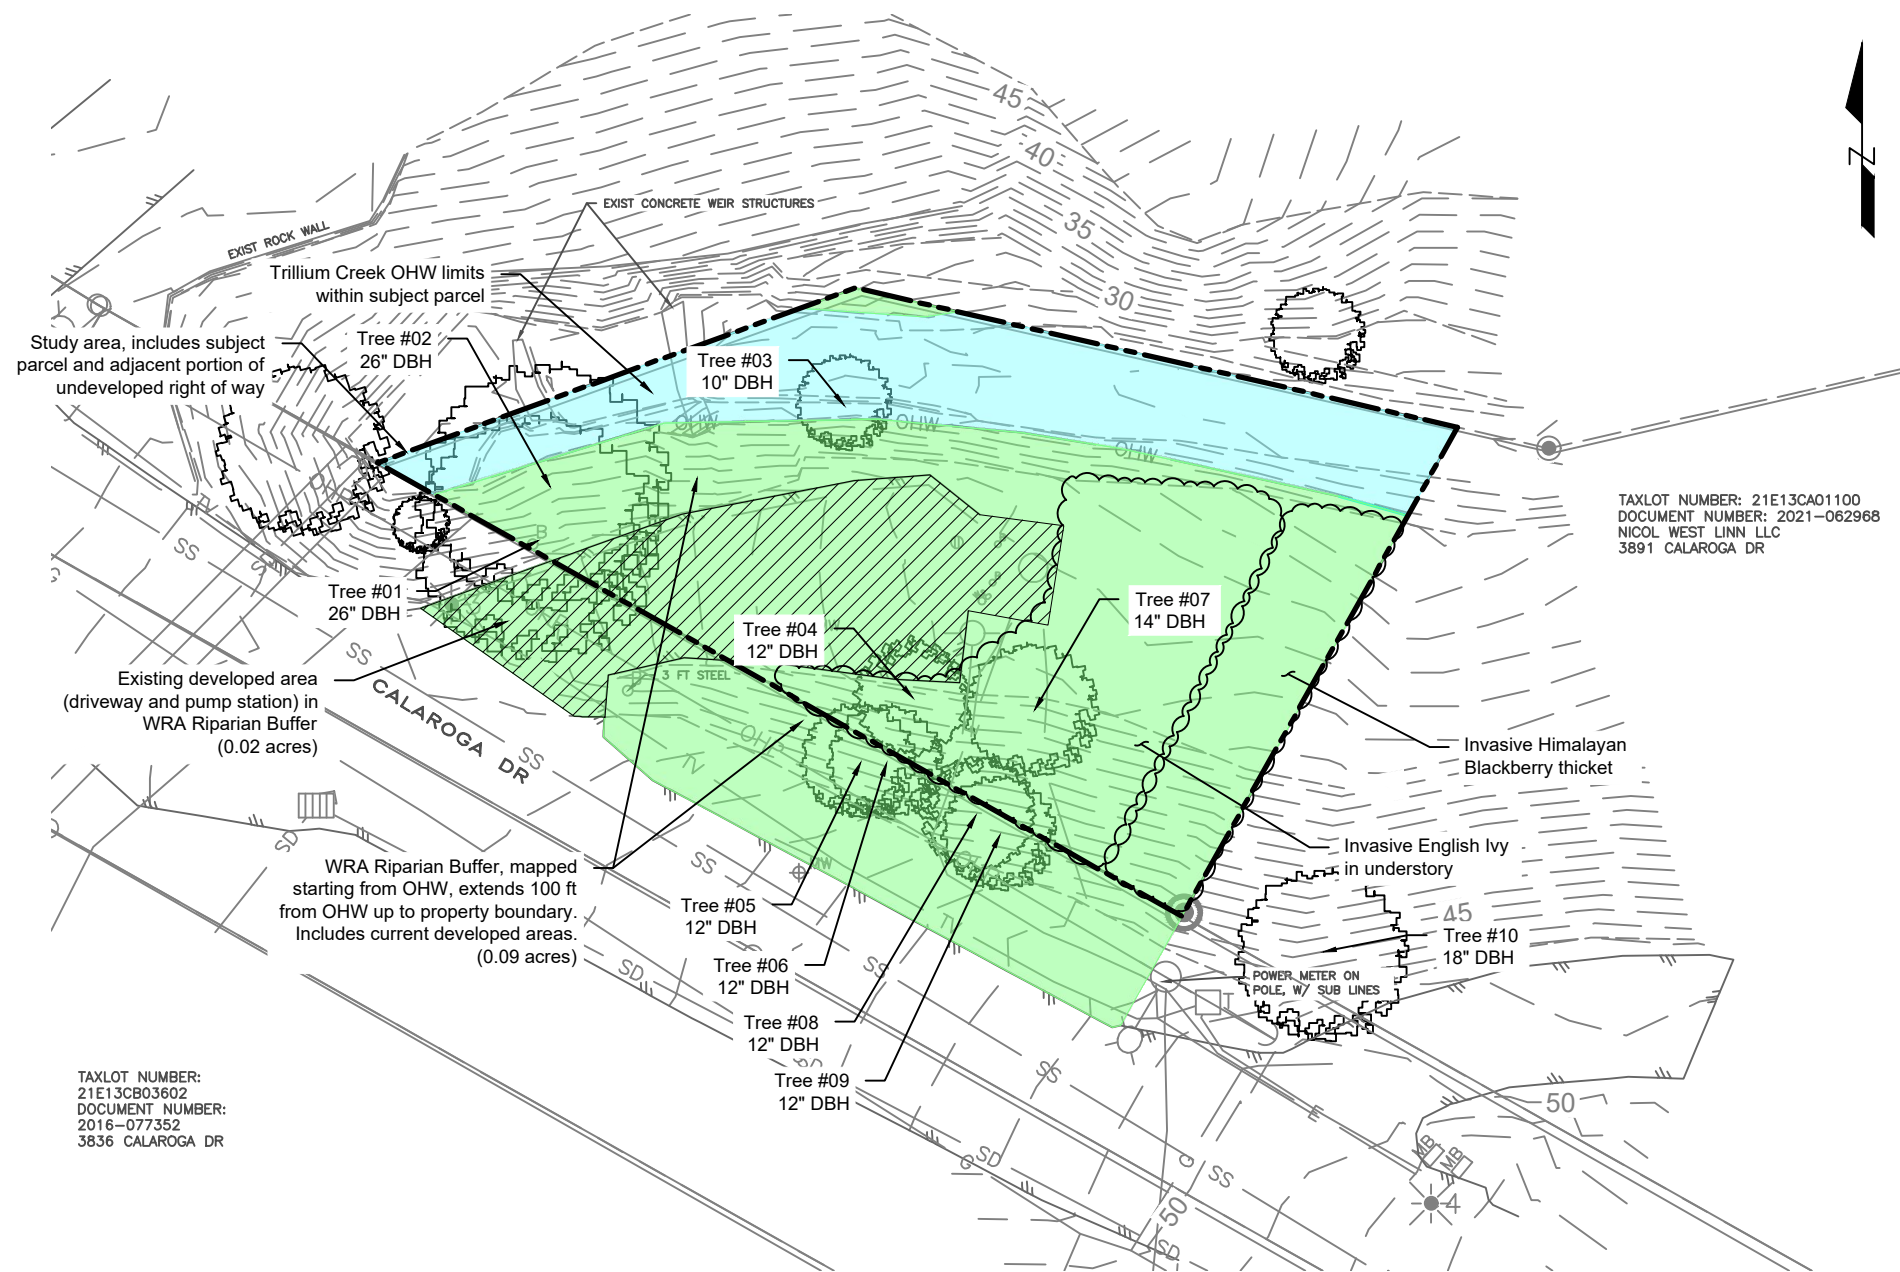 45
40
35
30
EXIST CONCRETE WEIR STRUCTURES
EXIST ROCK WALL
Trillium Creek OHW limits
within subject parcel
Study area, includes subject
parcel and adjacent portion of
undeveloped right of way
Tree #02
26" DBH
Tree #03
10" DBH
OHW
OHW
OHW
TAXLOT NUMBER: 21E13CA01100
DOCUMENT NUMBER: 2021-062968
NICOL WEST LINN LLC
3891 CALAROGA DR
SS
Tree #01
26" DBH
Tree #04
12" DBH
Tree #07
14" DBH
3 FT STEEL
SS
Existing developed area
(driveway and pump station) in
WRA Riparian Buffer
(0.02 acres)
CALAROGA DR
SS
TV
Invasive Himalayan
Blackberry thicket
SD
SS
WRA Riparian Buffer, mapped
starting from OHW, extends 100 ft
from OHW up to property boundary.
Includes current developed areas.
(0.09 acres)
Invasive English Ivy
in understory
Tree #05
12" DBH
TV
45
Tree #10
18" DBH
Tree #06
12" DBH
SD
SS
POWER METER ON
POLE, W/ SUB LINES
Tree #08
12" DBH
Tree #09
12" DBH
SS
TAXLOT NUMBER:
21E13CB03602
DOCUMENT NUMBER:
2016-077352
3836 CALAROGA DR
50
E
MB
MB
SD
G
SS
50
4
SD
Z